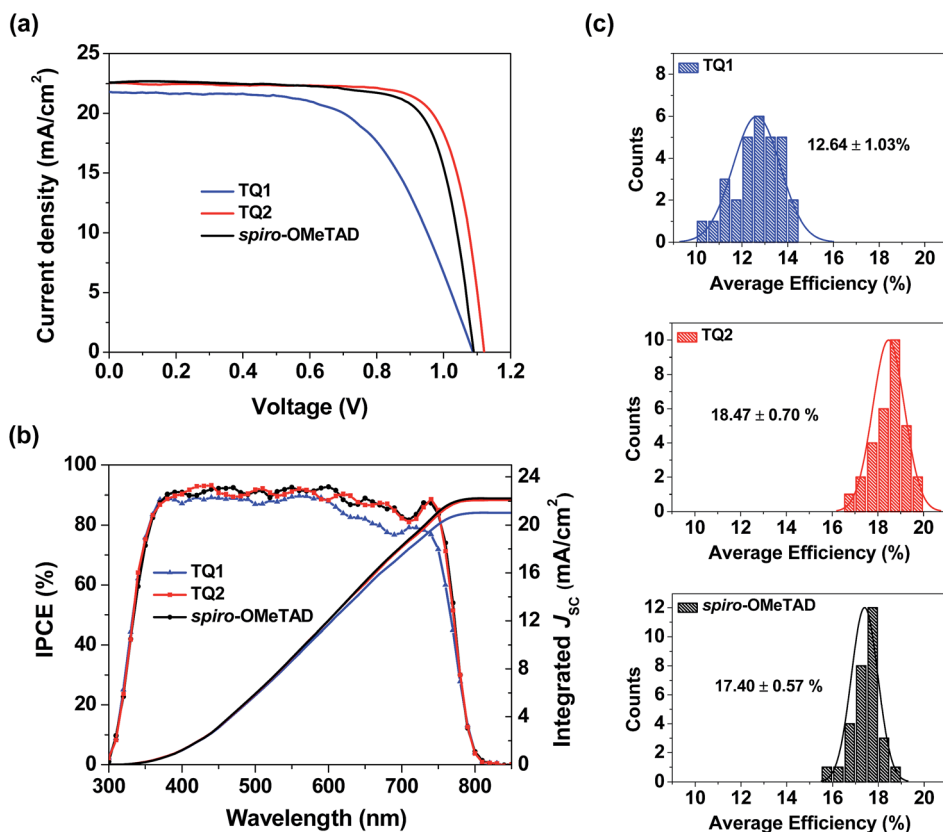 (a)
25
20
15
10
5
0
Current density (mA/cm²)
TQ1
TQ2
spiro-OMeTAD
0.0 0.2 0.4 0.6 0.8 1.0 1.2
Voltage (V)
(b)
100
80
60
40
20
0
IPCE (%)
TQ1
TQ2
spiro-OMeTAD
24
20
16
12
8
4
0
Integrated JSC (mA/cm²)
300 400 500 600 700 800
Wavelength (nm)
(c)
TQ1
12.64 ± 1.03%
8
6
4
2
0
Counts
10 12 14 16 18 20
Average Efficiency (%)
TQ2
18.47 ± 0.70 %
10
8
6
4
2
0
Counts
10 12 14 16 18 20
Average Efficiency (%)
spiro-OMeTAD
17.40 ± 0.57 %
12
10
8
6
4
2
0
Counts
10 12 14 16 18 20
Average Efficiency (%)